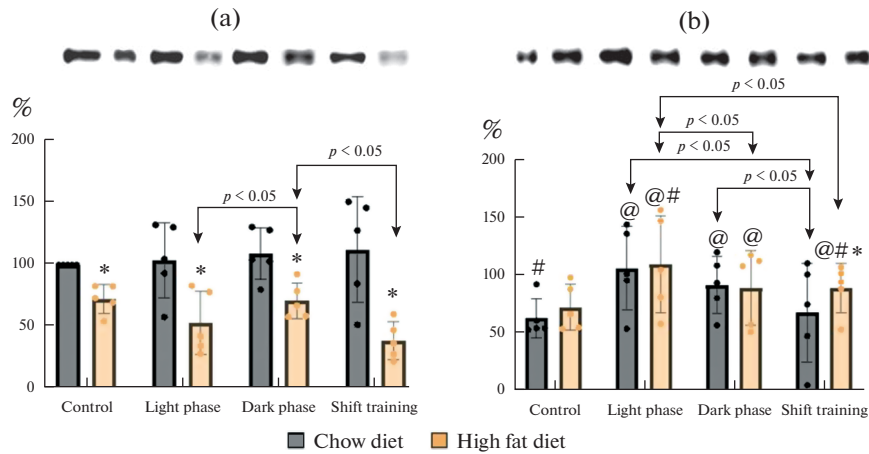 (a)
%
200
150
100
50
0
p < 0.05
p < 0.05
*
*
*
*
Control Light phase Dark phase Shift training
(b)
%
200
150
100
50
0
p < 0.05
p < 0.05
p < 0.05
p < 0.05
#
@
@#
@
@
@#*
Control Light phase Dark phase Shift training
Chow diet High fat diet